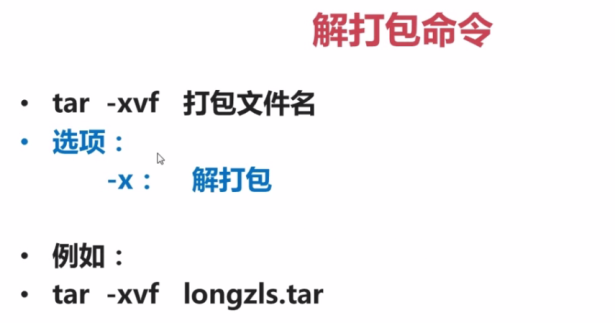 解打包命令
• tar -xvf 打包文件名
• 选项：
-x： 解打包
• 例如：
• tar -xvf longzls.tar